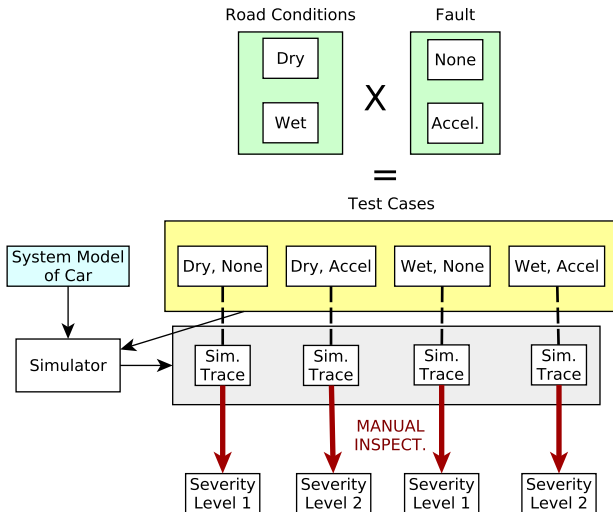 Road Conditions
Fault
Dry
None
X
Wet
Accel.
=
Test Cases
System Model
of Car
Dry, None
Dry, Accel
Wet, None
Wet, Accel
Simulator
Sim.
Trace
Sim.
Trace
Sim.
Trace
Sim.
Trace
MANUAL
INSPECT.
Severity
Level 1
Severity
Level 2
Severity
Level 1
Severity
Level 2